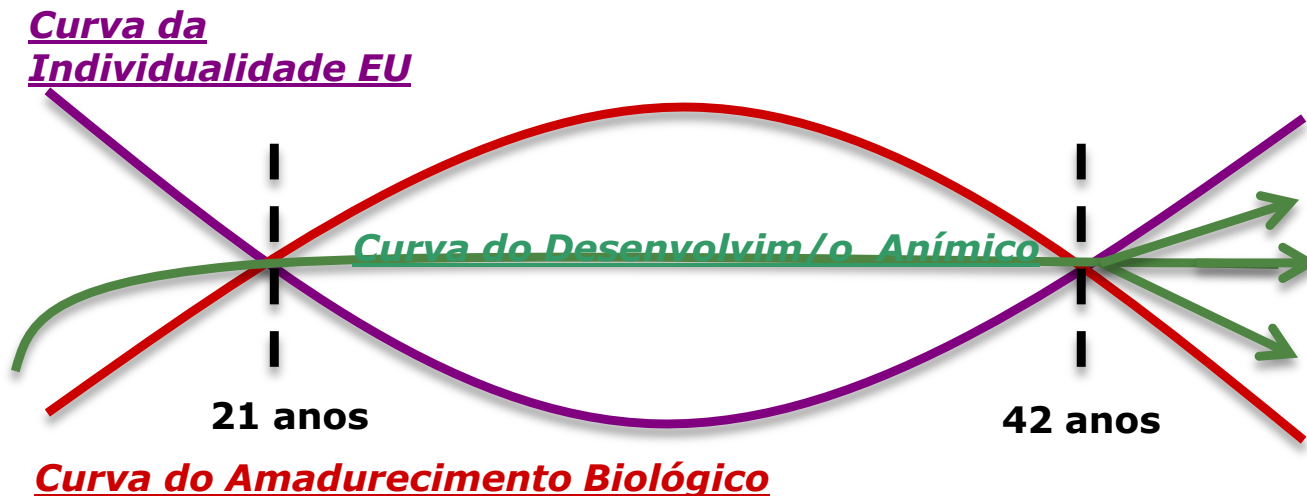 Curva da
Individualidade EU
Curva do Desenvolvim/o Anímico
21 anos
42 anos
Curva do Amadurecimento Biológico